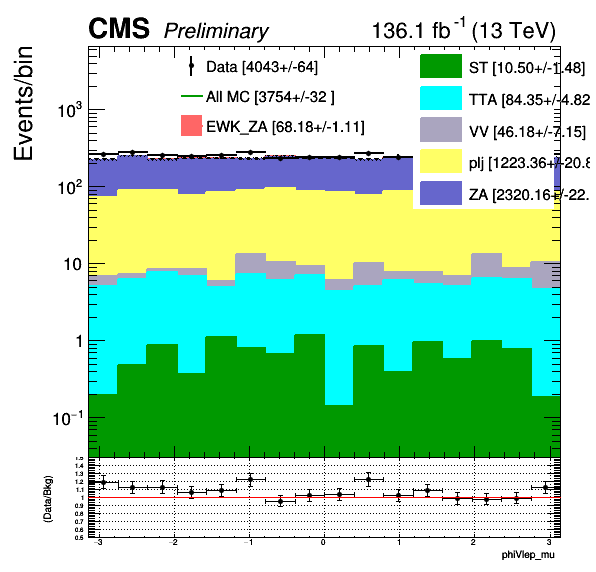 CMS Preliminary 136.1 fb⁻¹ (13 TeV)
Events/bin
Data [4043+/-64]
All MC [3754+/-32 ]
EWK_ZA [68.18+/-1.11]
ST [10.50+/-1.48]
TTA [84.35+/-4.82
VV [46.18+/-7.15]
plj [1223.36+/-20.8
ZA [2320.16+/-22.
10³
10²
10
1
10⁻¹
(Data/Bkg)
1.5
1.4
1.3
1.2
1.1
1
0.9
0.8
0.7
0.6
0.5
−3 −2 −1 0 1 2 3
phiVlep_mu